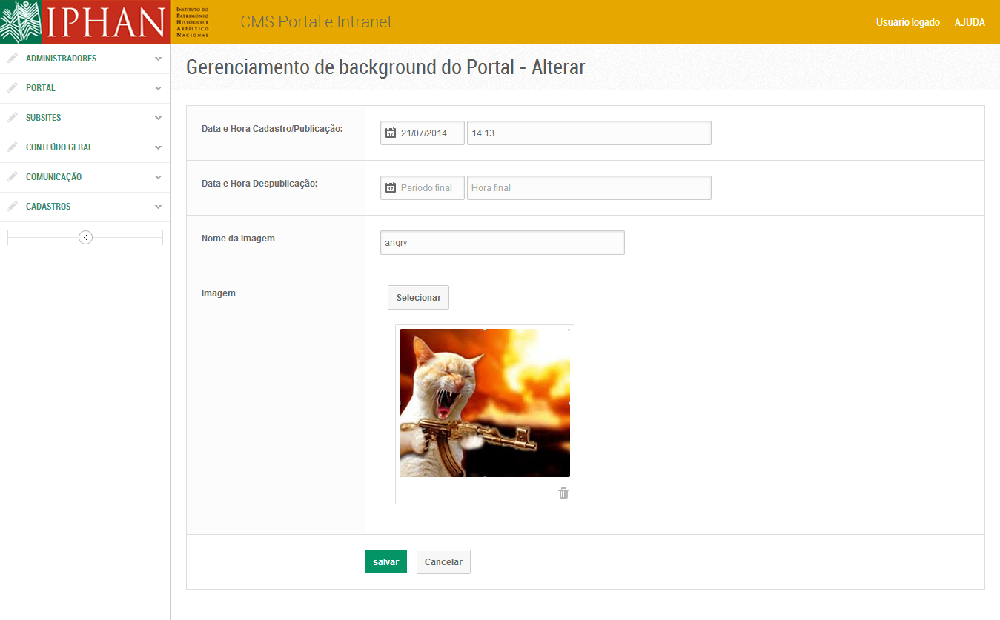 IPHAN
INSTITUTO DO
PATRIMÔNIO
HISTÓRICO E
ARTÍSTICO
NACIONAL
CMS Portal e Intranet
Usuário logado
AJUDA
ADMINISTRADORES
PORTAL
SUBSITES
CONTEÚDO GERAL
COMUNICAÇÃO
CADASTROS
Gerenciamento de background do Portal - Alterar
Data e Hora Cadastro/Publicação:
17 21/07/2014
14:13
Data e Hora Despublicação:
17 Período final
Hora final
Nome da imagem
angry
Imagem
Selecionar
salvar
Cancelar